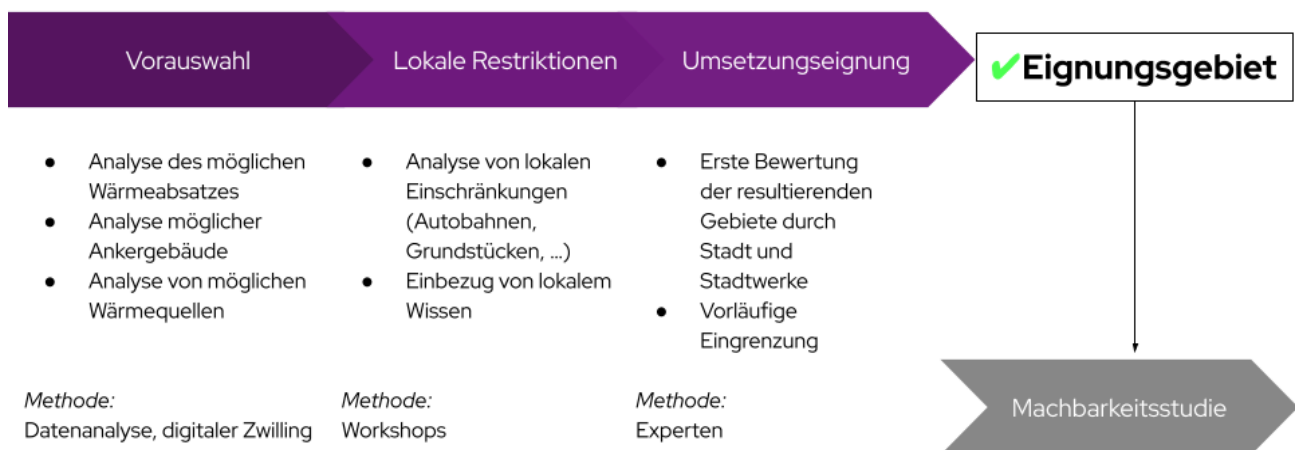 Vorauswahl
Lokale Restriktionen
Umsetzungseignung
✔Eignungsgebiet
● Analyse des möglichen
Wärmeabsatzes
● Analyse möglicher
Ankergebäude
● Analyse von möglichen
Wärmequellen
● Analyse von lokalen
Einschränkungen
(Autobahnen,
Grundstücken, ...)
● Einbezug von lokalem
Wissen
● Erste Bewertung
der resultierenden
Gebiete durch
Stadt und
Stadtwerke
● Vorläufige
Eingrenzung
Methode:
Datenanalyse, digitaler Zwilling
Methode:
Workshops
Methode:
Experten
Machbarkeitsstudie